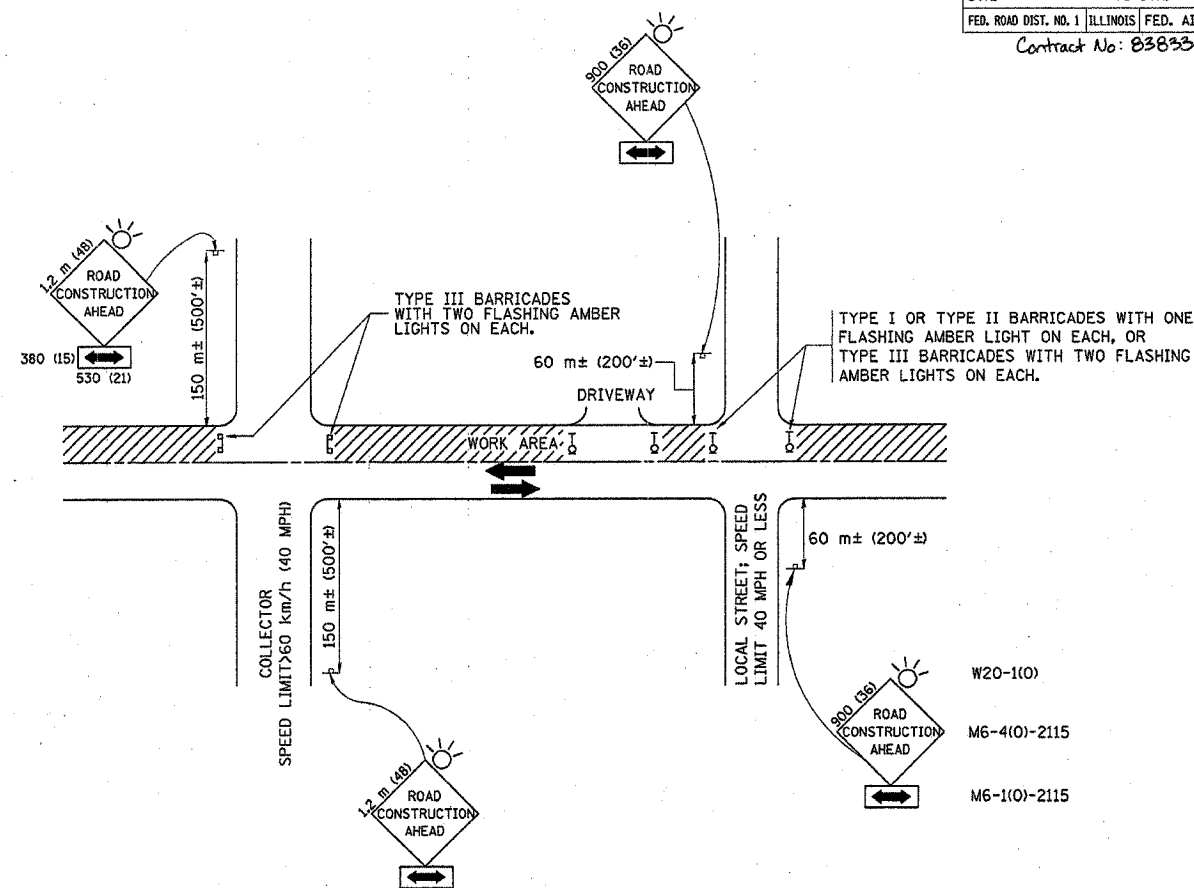 FED. ROAD DIST. NO. 1 ILLINOIS FED. AI
Contract No: 83833
900 (36)
ROAD
CONSTRUCTION
AHEAD
1.2 m (48)
ROAD
CONSTRUCTION
AHEAD
380 (15)
530 (21)
150 m± (500'±)
TYPE III BARRICADES
WITH TWO FLASHING AMBER
LIGHTS ON EACH.
60 m± (200'±)
DRIVEWAY
TYPE I OR TYPE II BARRICADES WITH ONE
FLASHING AMBER LIGHT ON EACH, OR
TYPE III BARRICADES WITH TWO FLASHING
AMBER LIGHTS ON EACH.
WORK AREA
COLLECTOR
SPEED LIMIT>60 km/h (40 MPH)
150 m± (500'±)
LOCAL STREET; SPEED
LIMIT 40 MPH OR LESS
60 m± (200'±)
1.2 m (48)
ROAD
CONSTRUCTION
AHEAD
900 (36)
ROAD
CONSTRUCTION
AHEAD
W20-1(O)
M6-4(O)-2115
M6-1(O)-2115